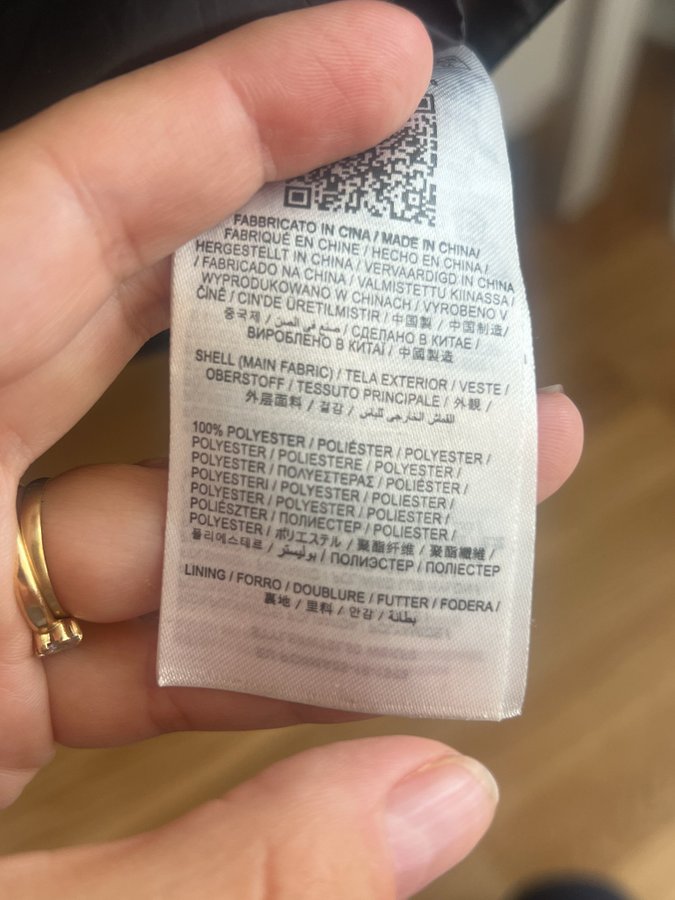 FABBRICATO IN CINA / MADE IN CHINA/
FABRIQUÉ EN CHINE / HECHO EN CHINA /
HERGESTELLT IN CHINA / VERVAARDIGD IN CHINA
/ FABRICADO NA CHINA / VALMISTETTU KIINASSA /
WYPRODUKOWANO W CHINACH / VYROBENO V
ČÍNĚ / CIN'DE ÜRETILMISTIR / 中国製 / 中国制造/
중국제 / صنع في الصين / СДЕЛАНО В КИТАЕ /
ВИРОБЛЕНО В КИТАІ / 中國製造
SHELL (MAIN FABRIC) / TELA EXTERIOR / VESTE /
OBERSTOFF / TESSUTO PRINCIPALE / 外観 /
外层面料 / 겉감 / القماش الخارجي للباس /
100% POLYESTER / POLIÉSTER / POLYESTER /
POLYESTER / POLIESTERE / POLYESTER /
POLYESTER / ΠΟΛΥΕΣΤΕΡΑΣ / POLIÉSTER /
POLYESTERI / POLYESTER / POLIESTER /
POLYESTER / POLYESTER / POLIESTER /
POLIÉSZTER / ПОЛИЕСТЕР / POLIESTER /
POLYESTER / ポリエステル / 聚酯纤维 / 聚酯纖維 /
폴리에스테르 / بوليستر / ПОЛИЭСТЕР / ПОЛІЕСТЕР
LINING / FORRO / DOUBLURE / FUTTER / FODERA /
裏地 / 里料 / 안감 / بطانة /